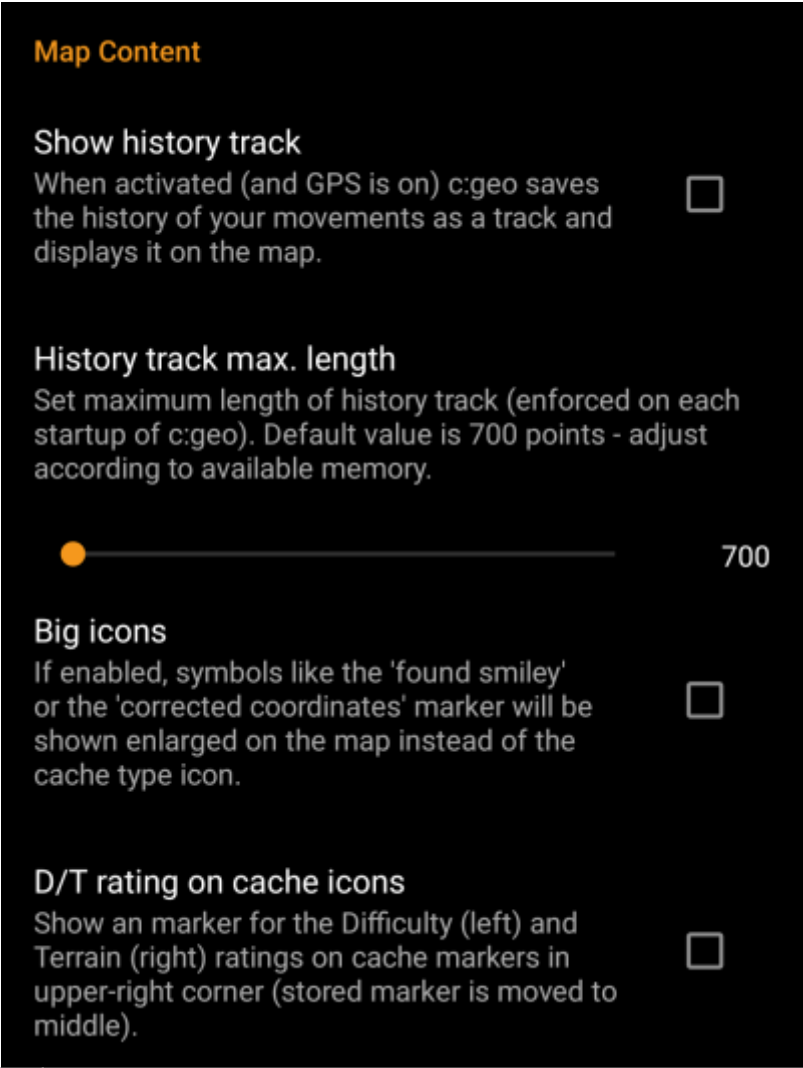 Map Content
Show history track
When activated (and GPS is on) c:geo saves
the history of your movements as a track and
displays it on the map.
History track max. length
Set maximum length of history track (enforced on each
startup of c:geo). Default value is 700 points - adjust
according to available memory.
700
Big icons
If enabled, symbols like the 'found smiley'
or the 'corrected coordinates' marker will be
shown enlarged on the map instead of the
cache type icon.
D/T rating on cache icons
Show an marker for the Difficulty (left) and
Terrain (right) ratings on cache markers in
upper-right corner (stored marker is moved to
middle).